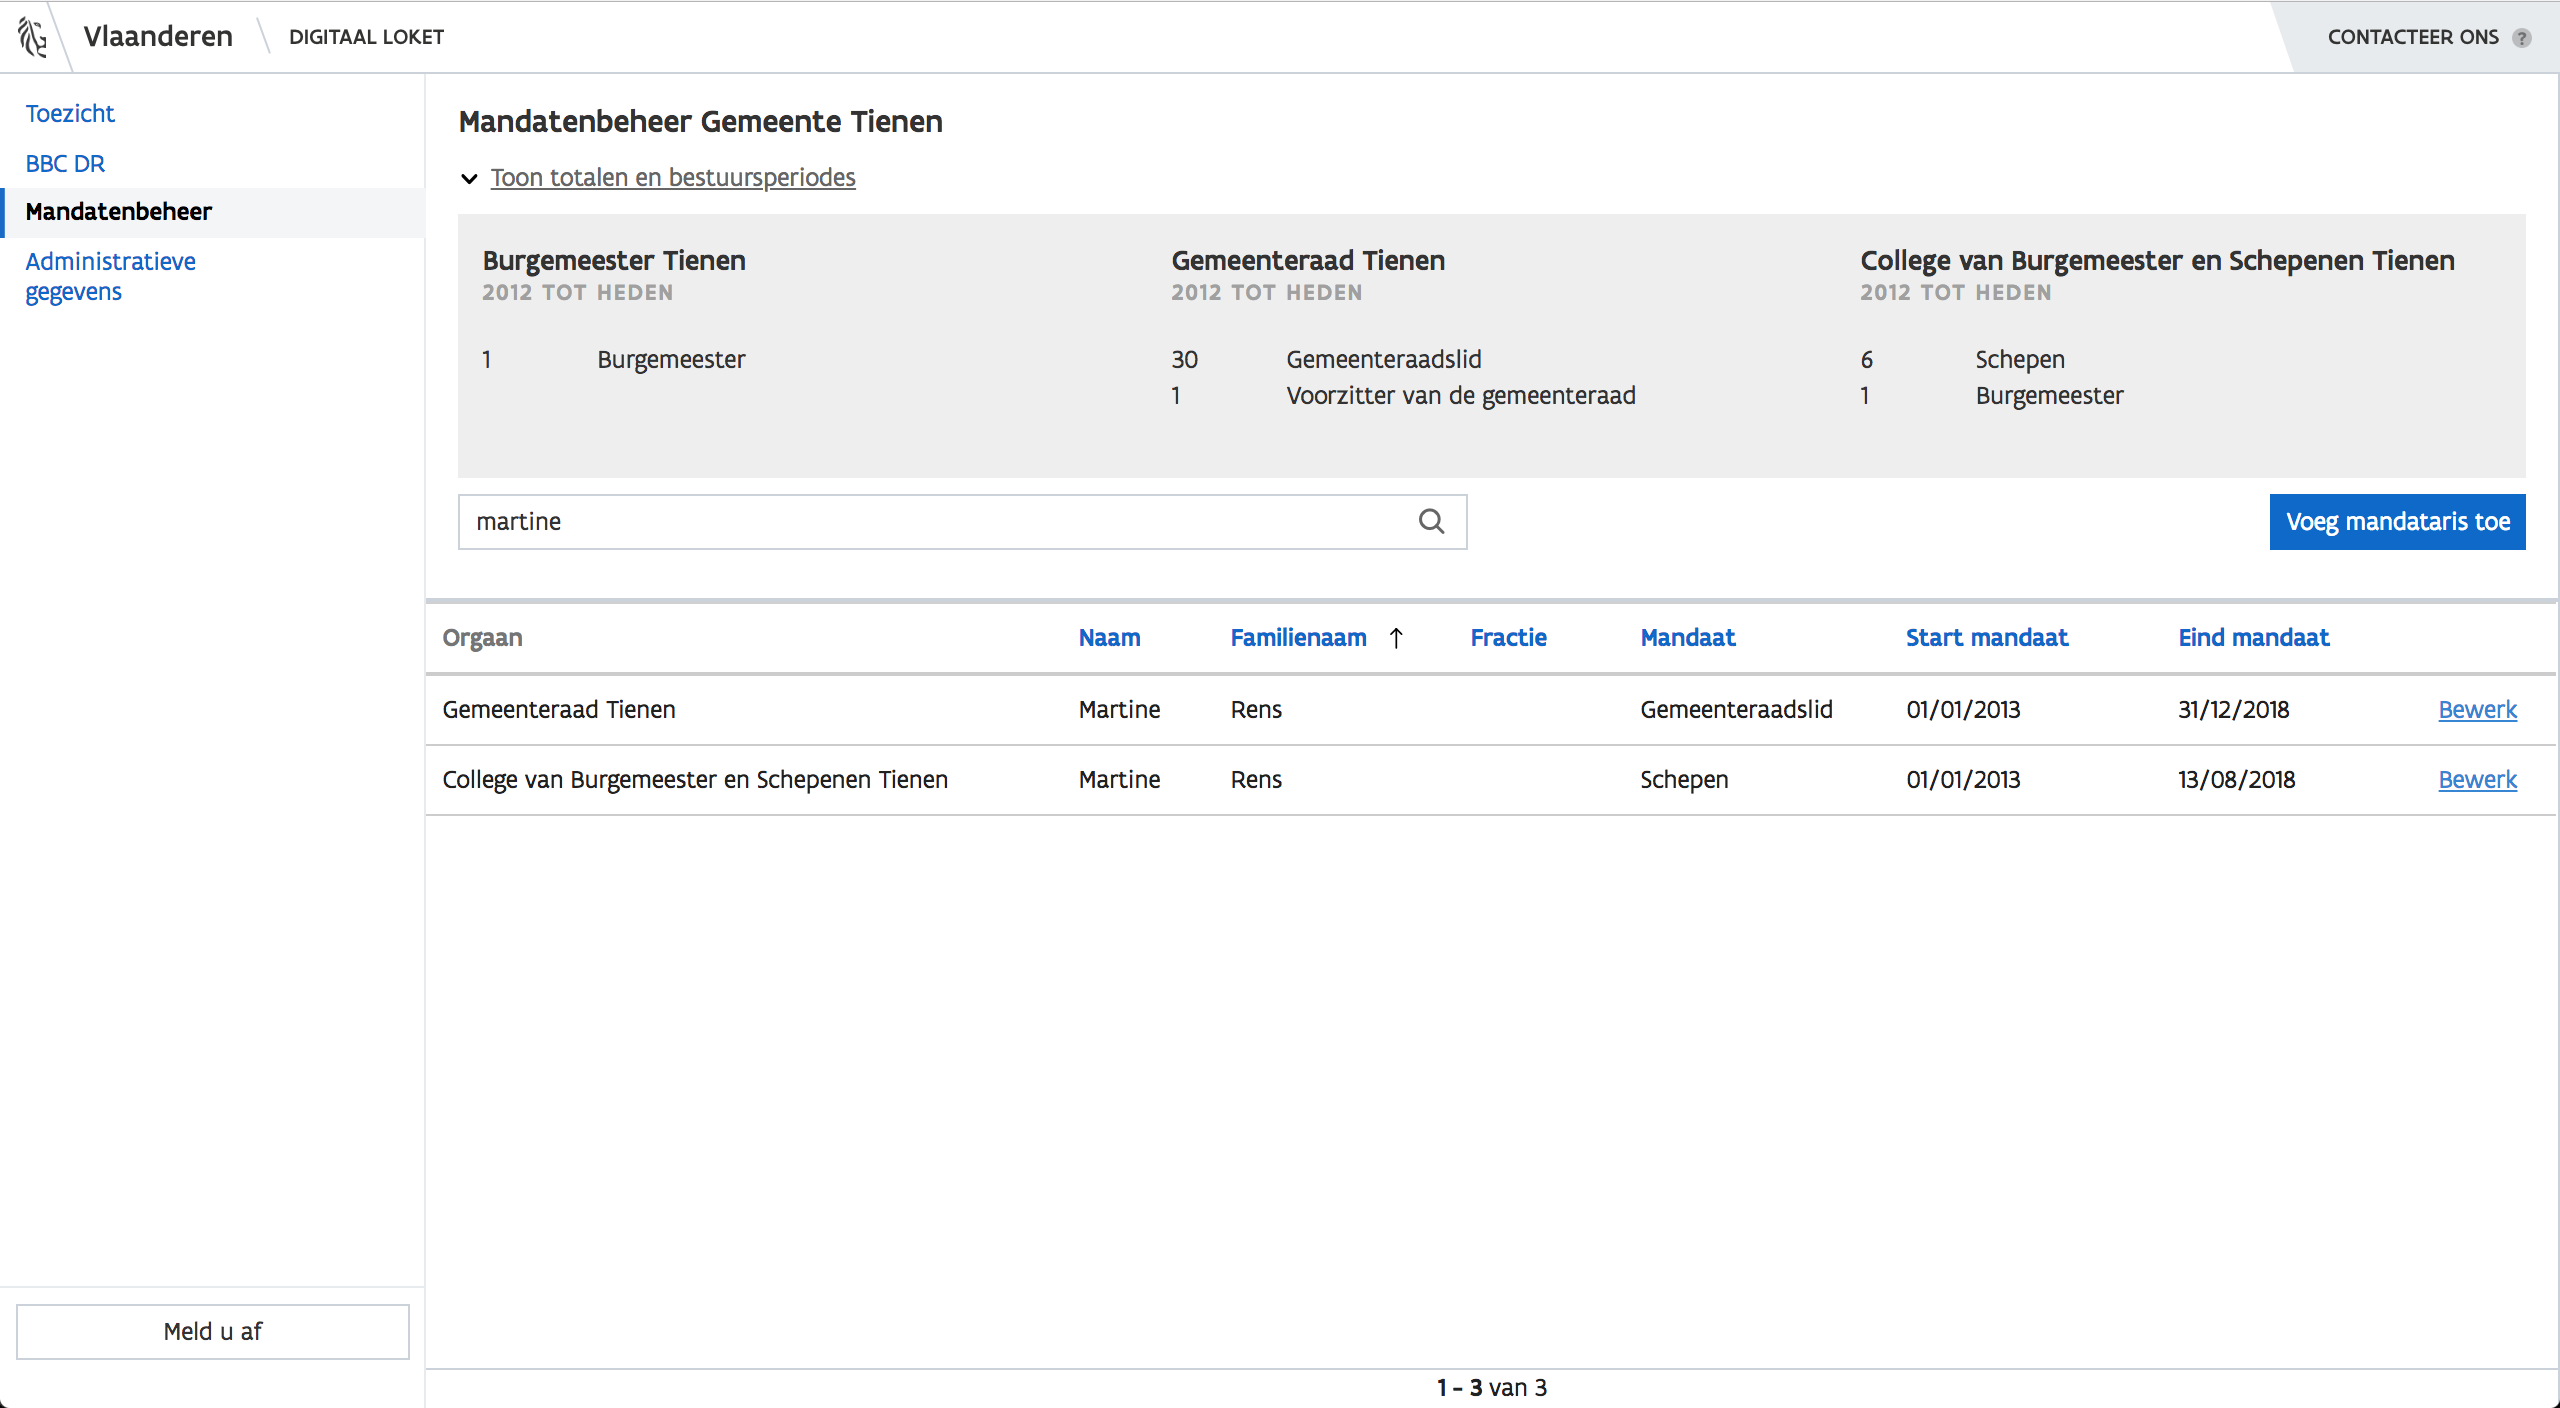 Vlaanderen DIGITAAL LOKET CONTACTEER ONS ?
Toezicht
BBC DR
Mandatenbeheer
Administratieve
gegevens
Meld u af
Mandatenbeheer Gemeente Tienen
Toon totalen en bestuursperiodes
Burgemeester Tienen
2012 TOT HEDEN
1 Burgemeester
Gemeenteraad Tienen
2012 TOT HEDEN
30 Gemeenteraadslid
1 Voorzitter van de gemeenteraad
College van Burgemeester en Schepenen Tienen
2012 TOT HEDEN
6 Schepen
1 Burgemeester
martine
Voeg mandataris toe
Orgaan Naam Familienaam ↑ Fractie Mandaat Start mandaat Eind mandaat
Gemeenteraad Tienen Martine Rens Gemeenteraadslid 01/01/2013 31/12/2018 Bewerk
College van Burgemeester en Schepenen Tienen Martine Rens Schepen 01/01/2013 13/08/2018 Bewerk
1 - 3 van 3